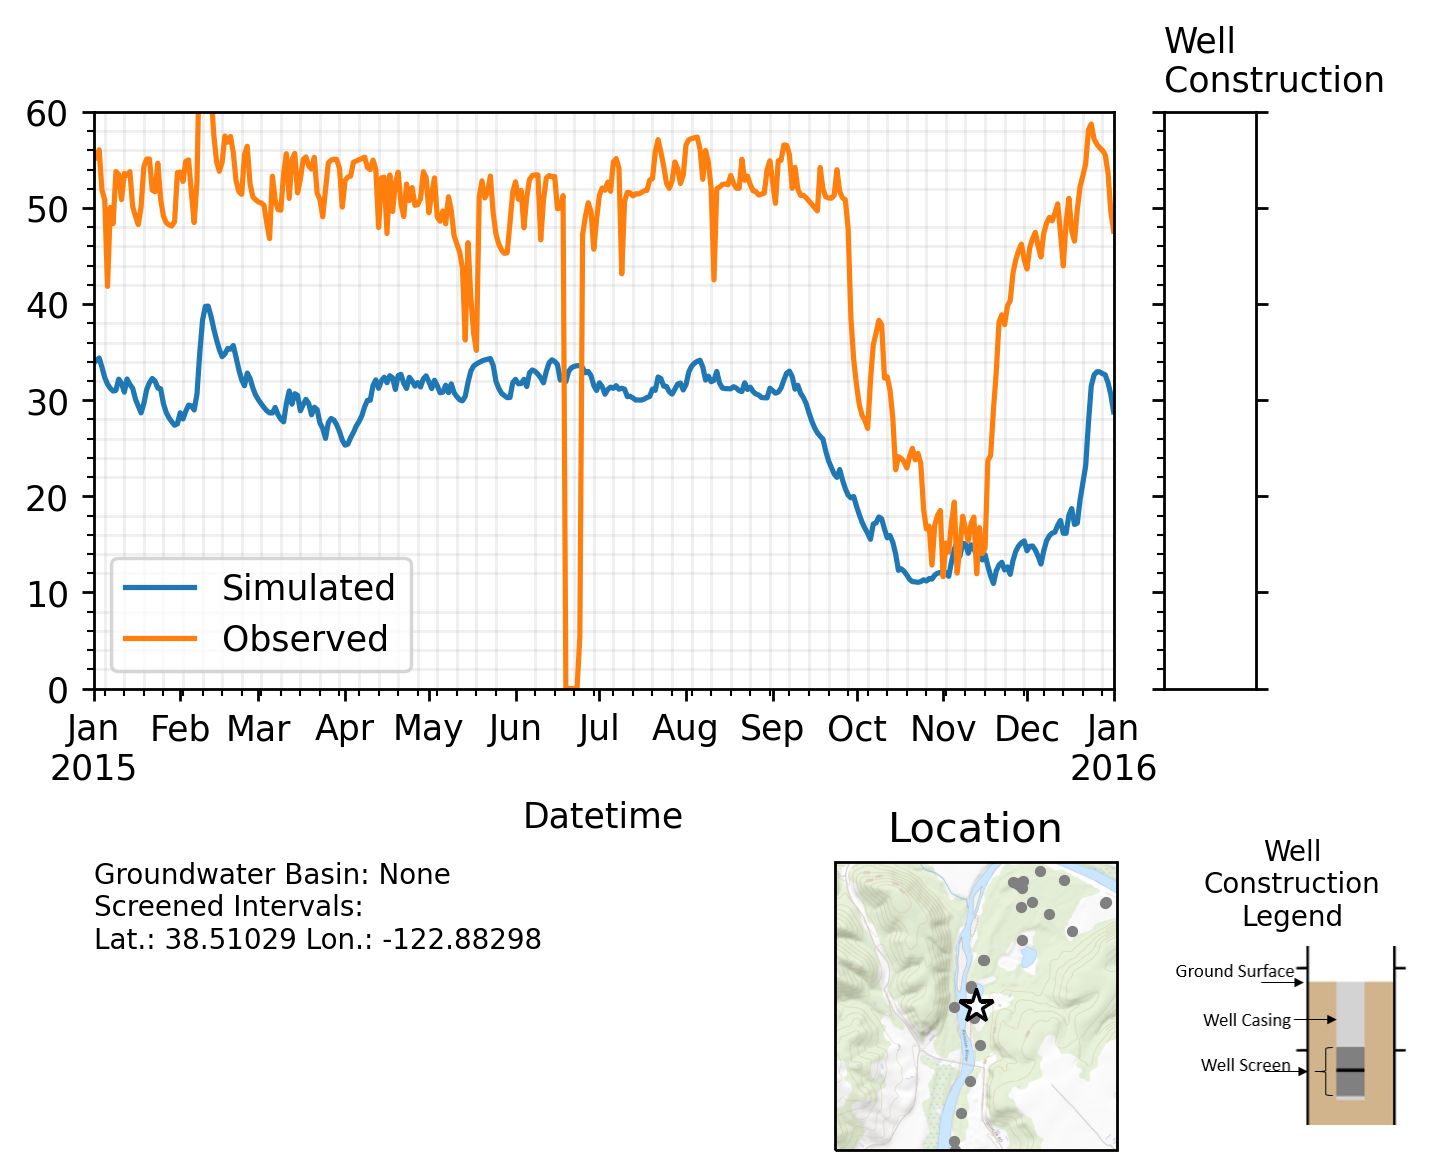 Well
Construction
60
50
40
30
20
10
0
Simulated
Observed
Jan Feb Mar Apr May Jun Jul Aug Sep Oct Nov Dec Jan
2015 2016
Datetime
Groundwater Basin: None
Screened Intervals:
Lat.: 38.51029 Lon.: -122.88298
Location
Well
Construction
Legend
Ground Surface
Well Casing
Well Screen